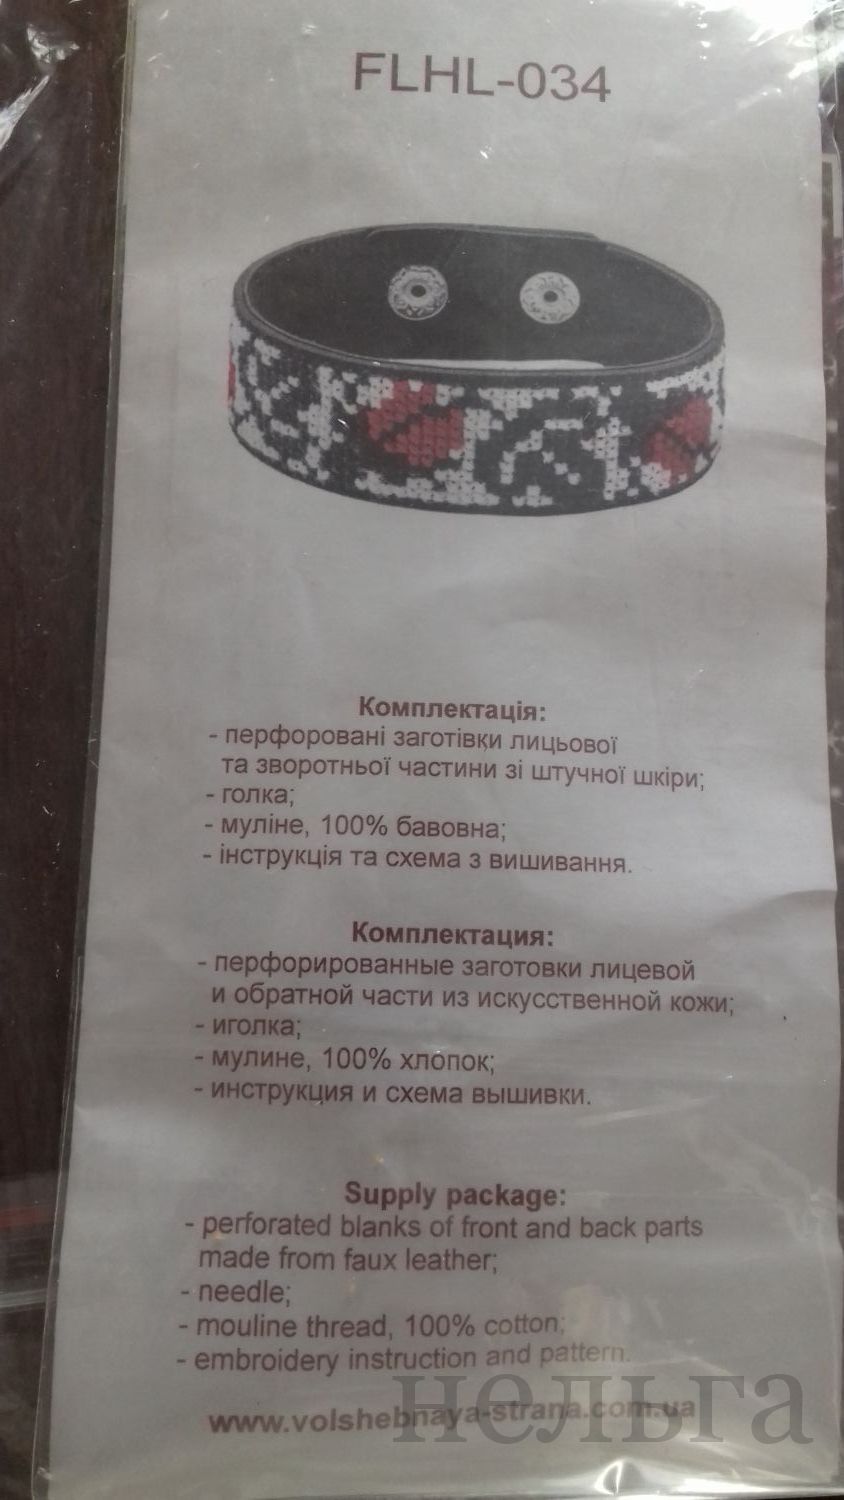 FLHL-034
Комплектація:
- перфоровані заготівки лицьової
та зворотньої частини зі штучної шкіри;
- голка;
- муліне, 100% бавовна;
- інструкція та схема з вишивання.
Комплектация:
- перфорированные заготовки лицевой
и обратной части из искусственной кожи;
- иголка;
- мулине, 100% хлопок;
- инструкция и схема вышивки.
Supply package:
- perforated blanks of front and back parts
made from faux leather;
- needle;
- mouline thread, 100% cotton;
- embroidery instruction and pattern.
www.volshebnaya-strana.com.ua
нельга